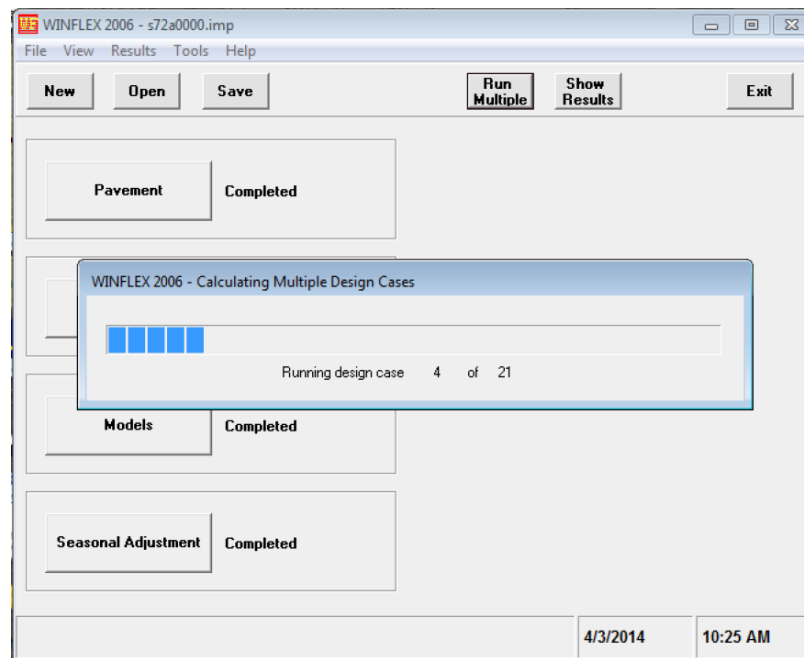 WINFLEX 2006 - s72a0000.imp
File View Results Tools Help
New Open Save Run Multiple Show Results Exit
Pavement Completed
WINFLEX 2006 - Calculating Multiple Design Cases
Running design case 4 of 21
Models Completed
Seasonal Adjustment Completed
4/3/2014 10:25 AM